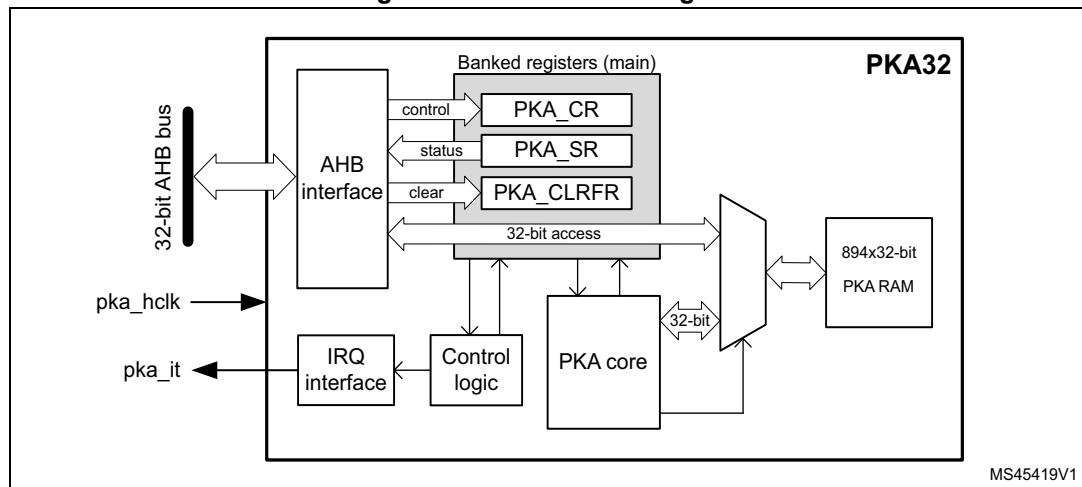 PKA32
Banked registers (main)
control
PKA_CR
status
PKA_SR
clear
PKA_CLRFR
AHB
interface
32-bit AHB bus
32-bit access
894x32-bit
PKA RAM
pka_hclk
32-bit
PKA core
pka_it
IRQ
interface
Control
logic
MS45419V1